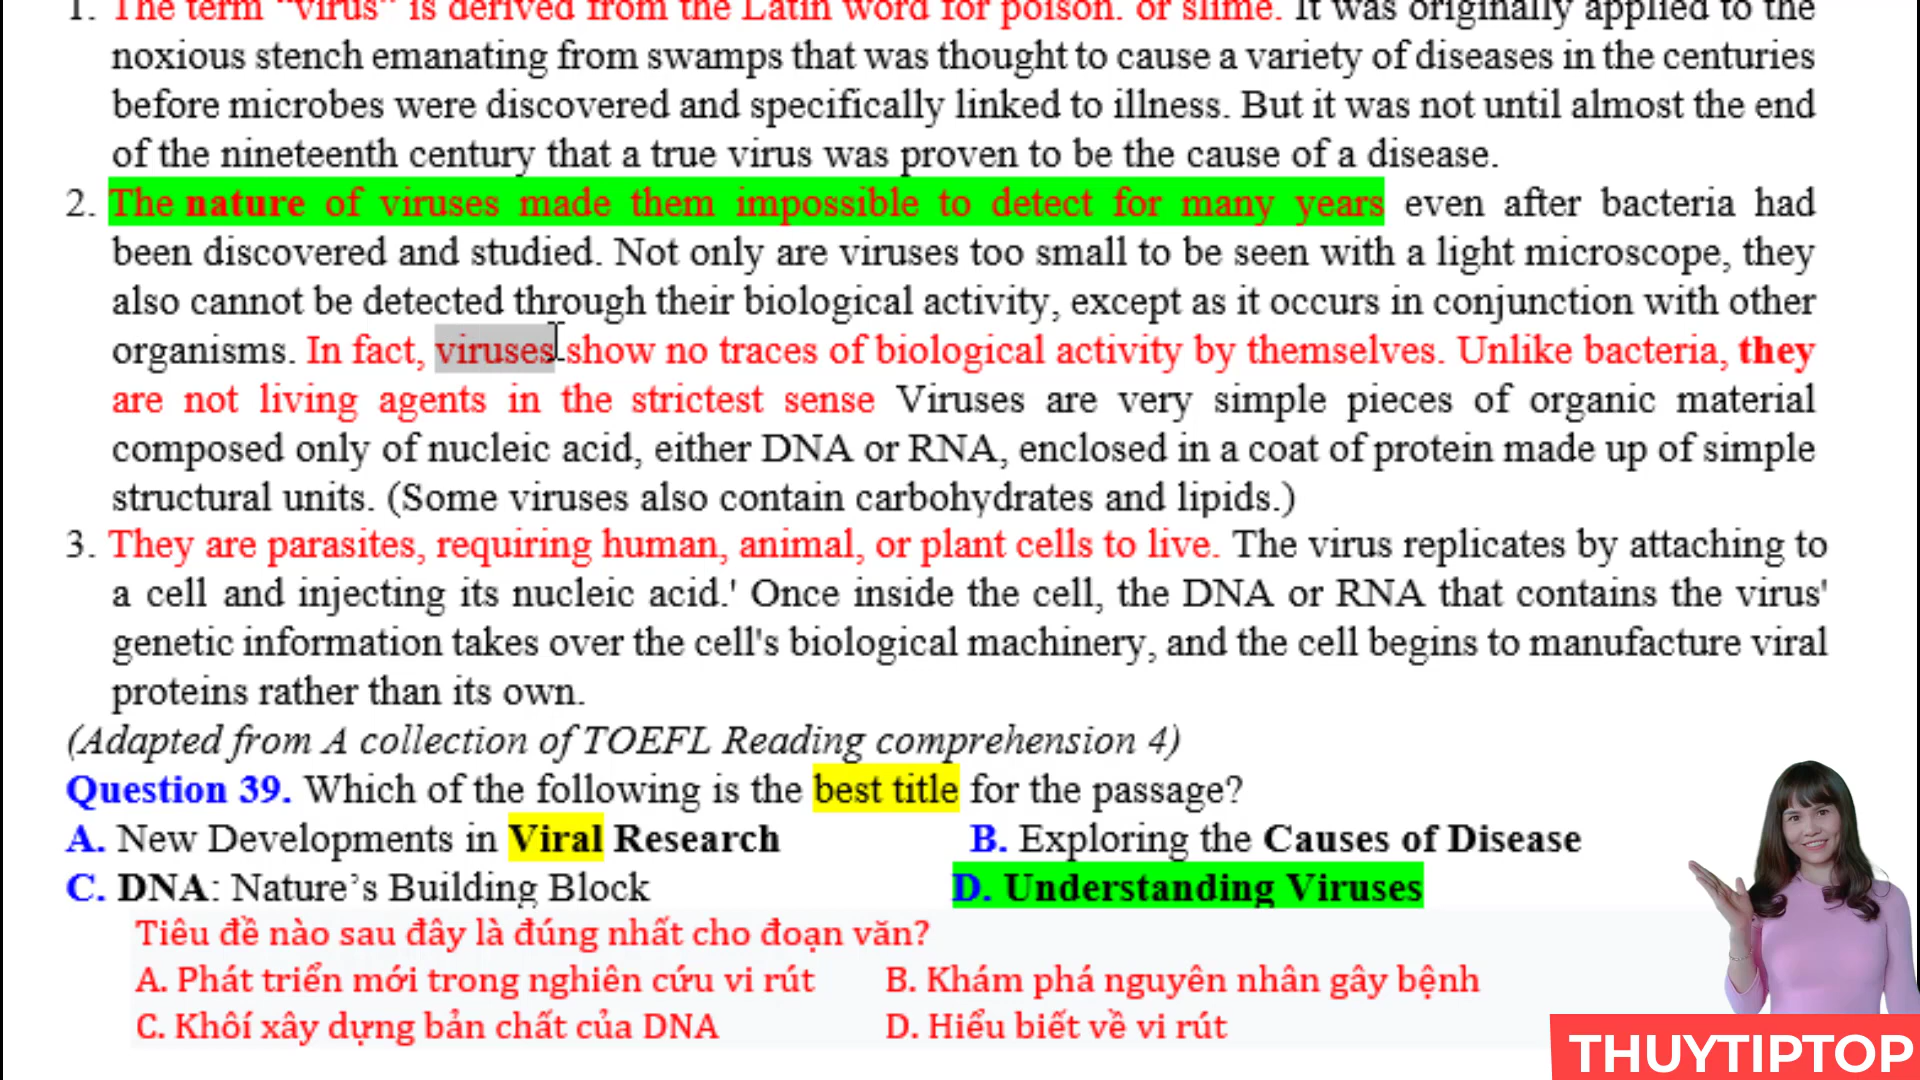 1. The term "virus" is derived from the Latin word for poison. or slime. It was originally applied to the
noxious stench emanating from swamps that was thought to cause a variety of diseases in the centuries
before microbes were discovered and specifically linked to illness. But it was not until almost the end
of the nineteenth century that a true virus was proven to be the cause of a disease.
2. The nature of viruses made them impossible to detect for many years even after bacteria had
been discovered and studied. Not only are viruses too small to be seen with a light microscope, they
also cannot be detected through their biological activity, except as it occurs in conjunction with other
organisms. In fact, viruses show no traces of biological activity by themselves. Unlike bacteria, they
are not living agents in the strictest sense Viruses are very simple pieces of organic material
composed only of nucleic acid, either DNA or RNA, enclosed in a coat of protein made up of simple
structural units. (Some viruses also contain carbohydrates and lipids.)
3. They are parasites, requiring human, animal, or plant cells to live. The virus replicates by attaching to
a cell and injecting its nucleic acid.' Once inside the cell, the DNA or RNA that contains the virus'
genetic information takes over the cell's biological machinery, and the cell begins to manufacture viral
proteins rather than its own.
(Adapted from A collection of TOEFL Reading comprehension 4)
Question 39. Which of the following is the best title for the passage?
A. New Developments in Viral Research B. Exploring the Causes of Disease
C. DNA: Nature’s Building Block D. Understanding Viruses
Tiêu đề nào sau đây là đúng nhất cho đoạn văn?
A. Phát triển mới trong nghiên cứu vi rút B. Khám phá nguyên nhân gây bệnh
C. Khối xây dựng bản chất của DNA D. Hiểu biết về vi rút
THUYTIPTOP